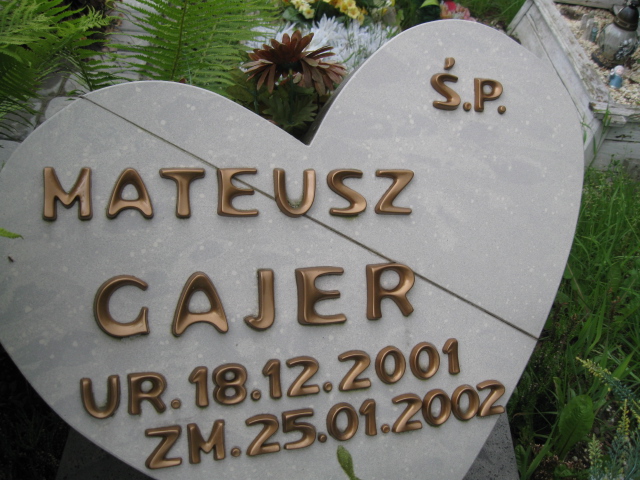 Ś.P.
MATEUSZ
CAJER
UR.18.12.2001
ZM.25.01.2002